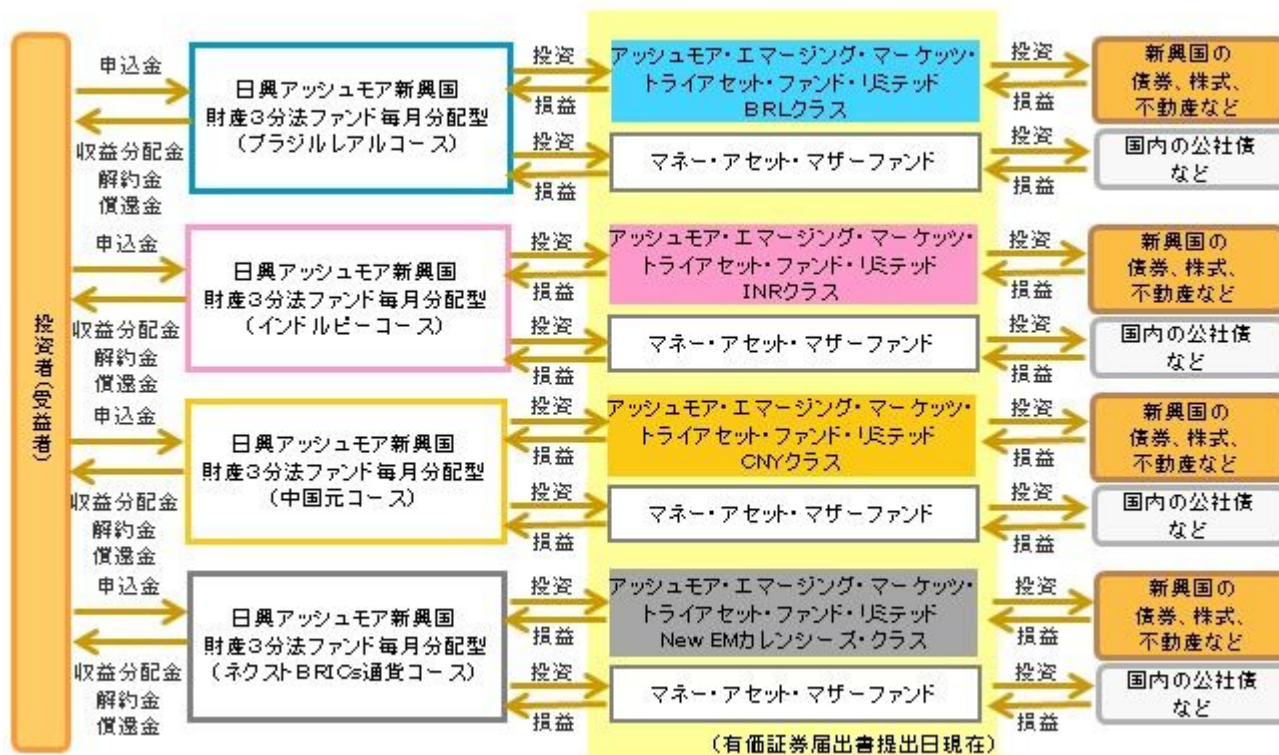 投資者(受益者)
申込金
収益分配金
解約金
償還金
日興アッシュモア新興国
財産3分法ファンド毎月分配型
(ブラジルレアルコース)
投資
損益
投資
損益
アッシュモア・エマージング・マーケッツ・
トライアセット・ファンド・リミテッド
BRLクラス
マネー・アセット・マザーファンド
投資
損益
投資
損益
新興国の
債券、株式、
不動産など
国内の公社債
など
申込金
収益分配金
解約金
償還金
日興アッシュモア新興国
財産3分法ファンド毎月分配型
(インドルピーコース)
投資
損益
投資
損益
アッシュモア・エマージング・マーケッツ・
トライアセット・ファンド・リミテッド
INRクラス
マネー・アセット・マザーファンド
投資
損益
投資
損益
新興国の
債券、株式、
不動産など
国内の公社債
など
申込金
収益分配金
解約金
償還金
日興アッシュモア新興国
財産3分法ファンド毎月分配型
(中国元コース)
投資
損益
投資
損益
アッシュモア・エマージング・マーケッツ・
トライアセット・ファンド・リミテッド
CNYクラス
マネー・アセット・マザーファンド
投資
損益
投資
損益
新興国の
債券、株式、
不動産など
国内の公社債
など
申込金
収益分配金
解約金
償還金
日興アッシュモア新興国
財産3分法ファンド毎月分配型
(ネクストBRICs通貨コース)
投資
損益
投資
損益
アッシュモア・エマージング・マーケッツ・
トライアセット・ファンド・リミテッド
New EMカレンシーズ・クラス
マネー・アセット・マザーファンド
投資
損益
投資
損益
新興国の
債券、株式、
不動産など
国内の公社債
など
(有価証券届出書提出日現在)